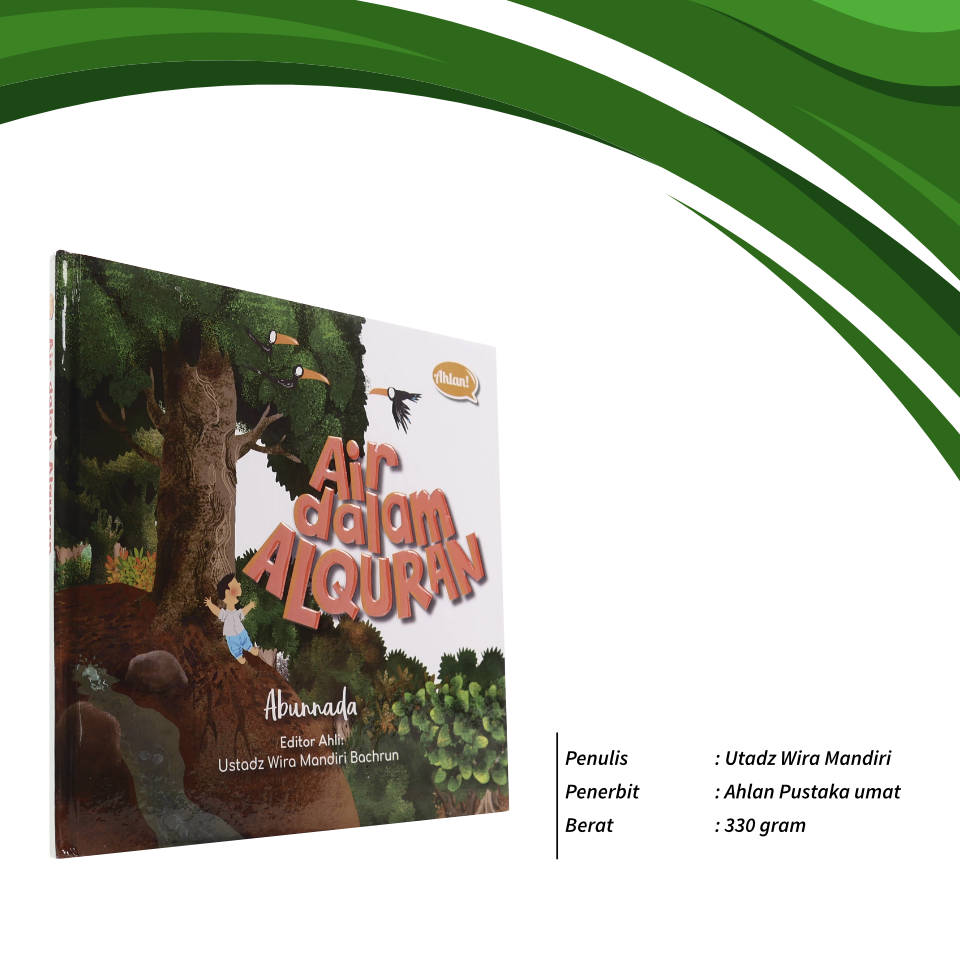 Ahlan!
Air
dalam
ALQURAN
Abunnada
Editor Ahli:
Ustadz Wira Mandiri Bachrun
Air dalam Alquran
Penulis : Utadz Wira Mandiri
Penerbit : Ahlan Pustaka umat
Berat : 330 gram